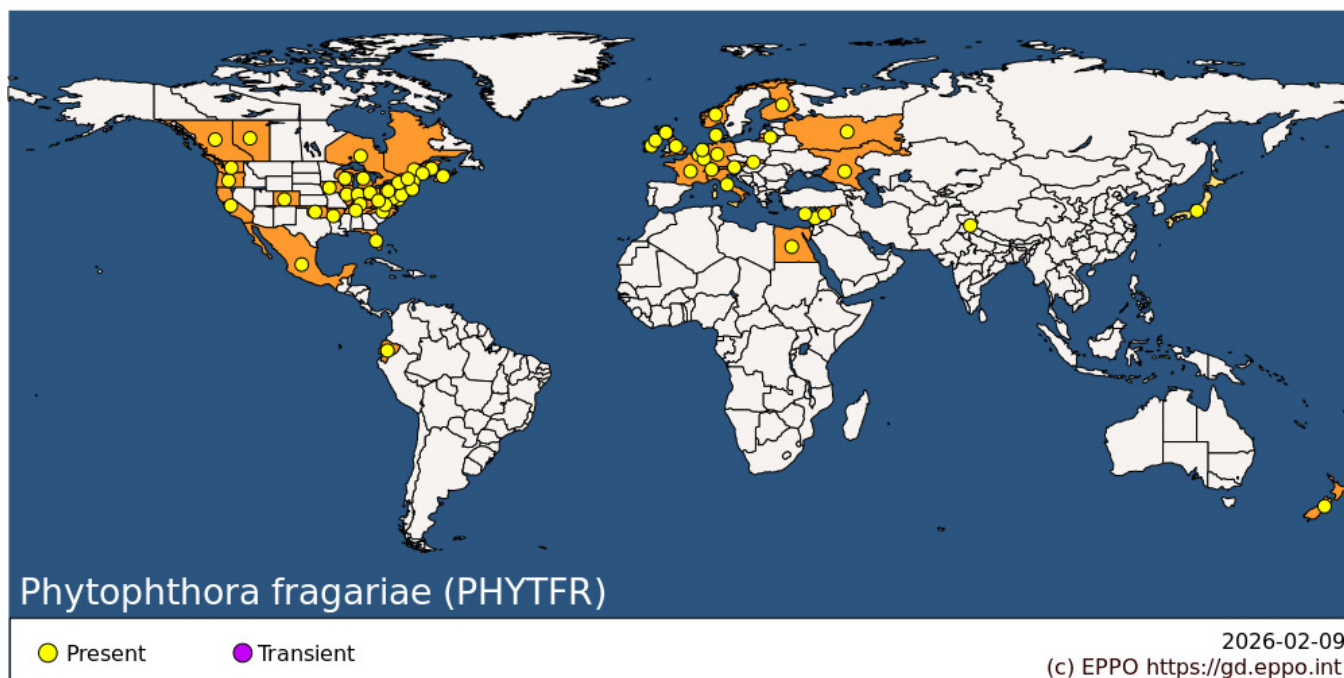 Phytophthora fragariae (PHYTFR)
Present
Transient
2026-02-09
(c) EPPO https://gd.eppo.int